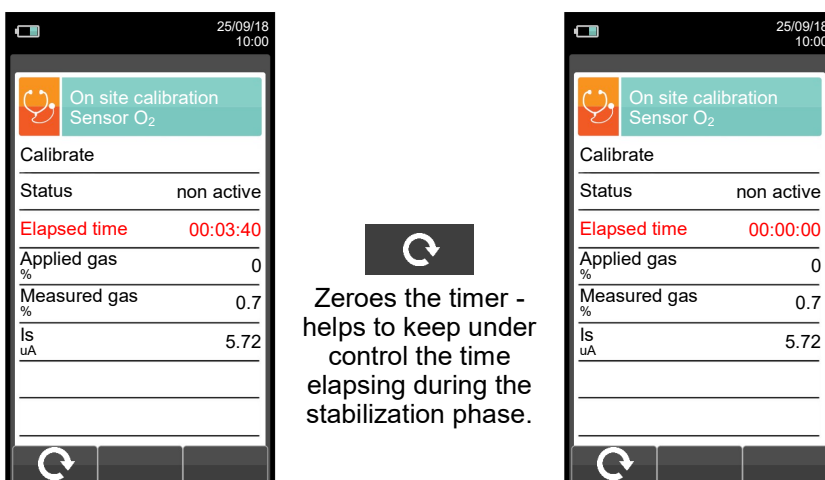 25/09/18
10:00
On site calibration
Sensor O₂
Calibrate
Status non active
Elapsed time 00:03:40
Applied gas
% 0
Measured gas
% 0.7
Is
uA 5.72
Zeroes the timer -
helps to keep under
control the time
elapsing during the
stabilization phase.
25/09/18
10:00
On site calibration
Sensor O₂
Calibrate
Status non active
Elapsed time 00:00:00
Applied gas
% 0
Measured gas
% 0.7
Is
uA 5.72